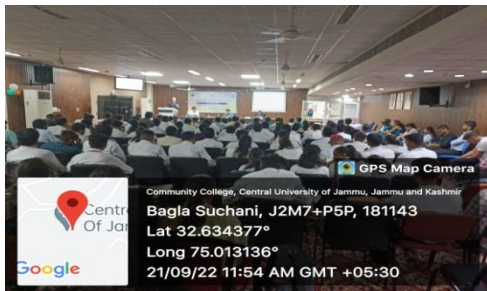 GPS Map Camera
Community College, Central University of Jammu, Jammu and Kashmir
Bagla Suchani, J2M7+P5P, 181143
Lat 32.634377°
Long 75.013136°
21/09/22 11:54 AM GMT +05:30
Centr
Of Jar
Google